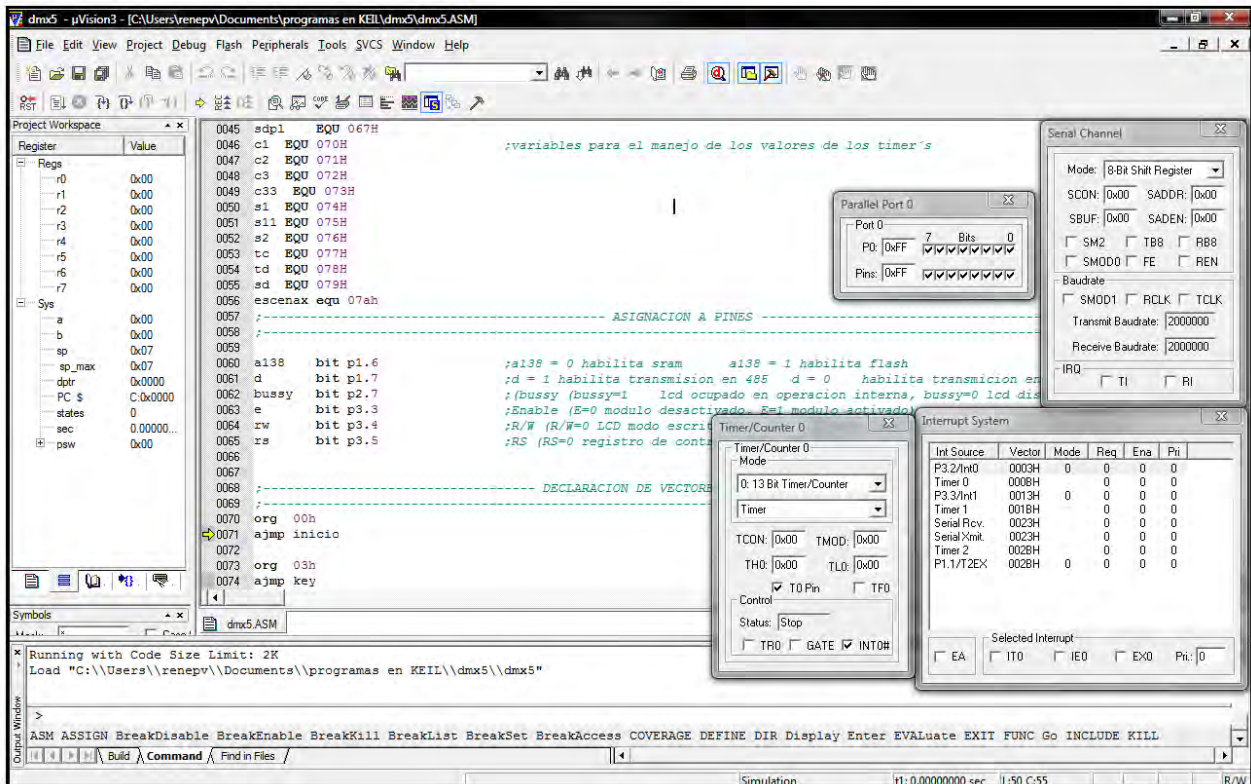 dmx5 - µVision3 - [C:\Users\renepv\Documents\programas en KEIL\dmx5\dmx5.ASM]
File Edit View Project Debug Flash Peripherals Tools SVCS Window Help
RST
Project Workspace
Register Value
Regs
r0 0x00
r1 0x00
r2 0x00
r3 0x00
r4 0x00
r5 0x00
r6 0x00
r7 0x00
Sys
a 0x00
b 0x00
sp 0x07
sp_max 0x07
dptr 0x0000
PC $ C:0x0000
states 0
sec 0.00000...
psw 0x00
Symbols
0045 sdpl EQU 067H
0046 c1 EQU 070H ;variables para el manejo de los valores de los timer´s
0047 c2 EQU 071H
0048 c3 EQU 072H
0049 c33 EQU 073H
0050 s1 EQU 074H
0051 s11 EQU 075H
0052 s2 EQU 076H
0053 tc EQU 077H
0054 td EQU 078H
0055 sd EQU 079H
0056 escenax equ 07ah
0057 ;------------------------------------- ASIGNACION A PINES -------------------------------------
0058 ;-------------------------------------
0059
0060 a138 bit p1.6 ;a138 = 0 habilita sram a138 = 1 habilita flash
0061 d bit p1.7 ;d = 1 habilita transmision en 485 d = 0 habilita transmicion en
0062 bussy bit p2.7 ;(bussy (bussy=1 lcd ocupado en operacion interna, bussy=0 lcd dis
0063 e bit p3.3 ;Enable (E=0 modulo desactivado, E=1 modulo activado)
0064 rw bit p3.4 ;R/W (R/W=0 LCD modo escrit
0065 rs bit p3.5 ;RS (RS=0 registro de cont
0066
0067
0068 ;------------------------------- DECLARACION DE VECTORE
0069 ;-------------------------------
0070 org 00h
0071 ajmp inicio
0072
0073 org 03h
0074 ajmp key
dmx5.ASM
Parallel Port 0
Port 0
7 Bits 0
P0: 0xFF
Pins: 0xFF
Serial Channel
Mode: 8-Bit Shift Register
SCON: 0x00 SADDR: 0x00
SBUF: 0x00 SADEN: 0x00
SM2 TB8 RB8
SMOD0 FE REN
Baudrate
SMOD1 RCLK TCLK
Transmit Baudrate: 2000000
Receive Baudrate: 2000000
IRQ
TI RI
Timer/Counter 0
Timer/Counter 0
Mode
0: 13 Bit Timer/Counter
Timer
TCON: 0x00 TMOD: 0x00
TH0: 0x00 TL0: 0x00
T0 Pin TF0
Control
Status: Stop
TR0 GATE INT0#
Interrupt System
Int Source Vector Mode Req Ena Pri
P3.2/Int0 0003H 0 0 0 0
Timer 0 000BH 0 0 0
P3.3/Int1 0013H 0 0 0 0
Timer 1 001BH 0 0 0
Serial Rcv. 0023H 0 0 0
Serial Xmit. 0023H 0 0 0
Timer 2 002BH 0 0 0
P1.1/T2EX 002BH 0 0 0 0
Selected Interrupt
EA IT0 IE0 EX0 Pri.: 0
Running with Code Size Limit: 2K
Load "C:\\Users\\renepv\\Documents\\programas en KEIL\\dmx5\\dmx5"
>
ASM ASSIGN BreakDisable BreakEnable BreakKill BreakList BreakSet BreakAccess COVERAGE DEFINE DIR Display Enter EVALuate EXIT FUNC Go INCLUDE KILL
Output Window
Build Command Find in Files
Simulation t1: 0.00000000 sec L:50 C:55 R/W